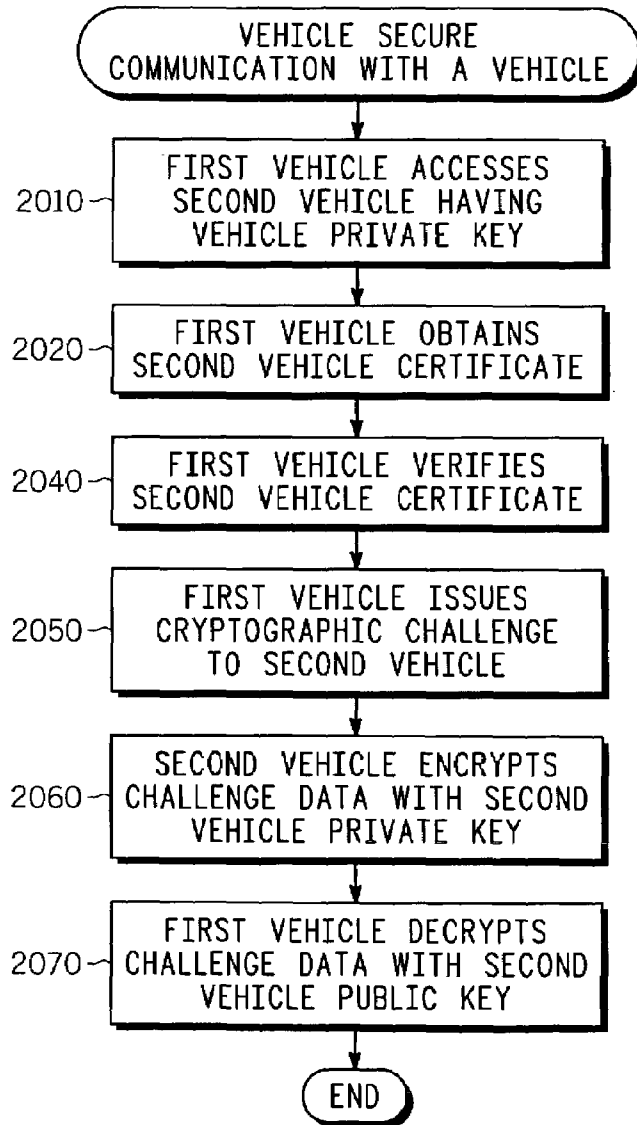 VEHICLE SECURE
COMMUNICATION WITH A VEHICLE
2010
FIRST VEHICLE ACCESSES
SECOND VEHICLE HAVING
VEHICLE PRIVATE KEY
2020
FIRST VEHICLE OBTAINS
SECOND VEHICLE CERTIFICATE
2040
FIRST VEHICLE VERIFIES
SECOND VEHICLE CERTIFICATE
2050
FIRST VEHICLE ISSUES
CRYPTOGRAPHIC CHALLENGE
TO SECOND VEHICLE
2060
SECOND VEHICLE ENCRYPTS
CHALLENGE DATA WITH SECOND
VEHICLE PRIVATE KEY
2070
FIRST VEHICLE DECRYPTS
CHALLENGE DATA WITH SECOND
VEHICLE PUBLIC KEY
END